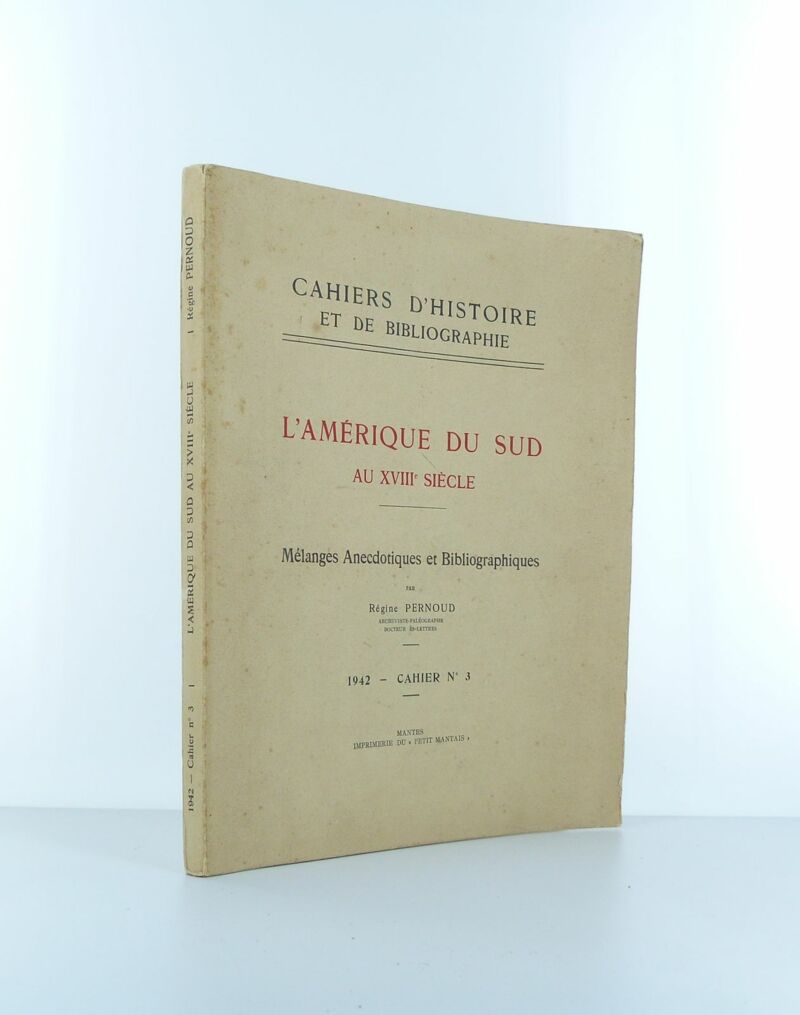 CAHIERS D'HISTOIRE
ET DE BIBLIOGRAPHIE
L'AMÉRIQUE DU SUD
AU XVIIIe SIÈCLE
Mélanges Anecdotiques et Bibliographiques
PAR
Régine PERNOUD
ARCHIVISTE-PALÉOGRAPHE
DOCTEUR ÈS-LETTRES
1942 — CAHIER N° 3
MANTES
IMPRIMERIE DU « PETIT MANTAIS »
1942 — Cahier n° 3 | L'AMÉRIQUE DU SUD AU XVIIIe SIÈCLE | Régine PERNOUD